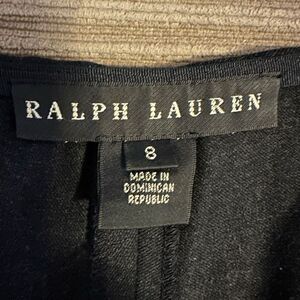 RALPH LAUREN
8
MADE IN
DOMINICAN
REPUBLIC